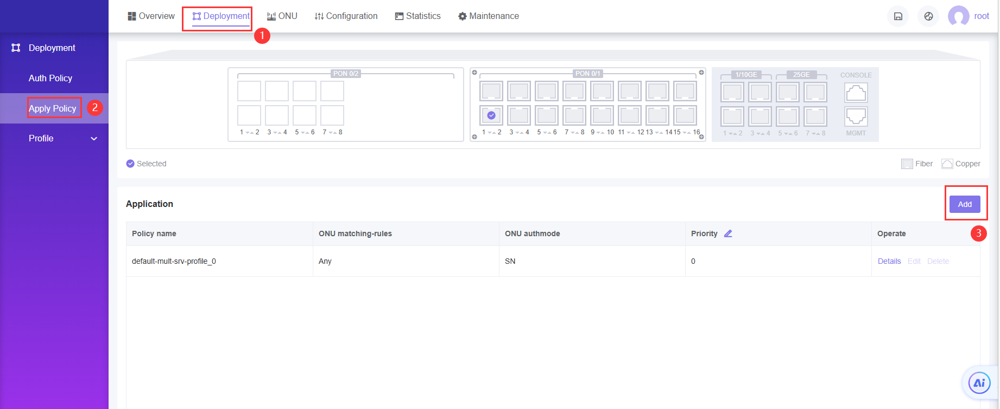 Overview Deployment ONU Configuration Statistics Maintenance root
1
Deployment
Auth Policy
Apply Policy 2
Profile
PON 0/2
1 2 3 4 5 6 7 8
PON 0/1
1 2 3 4 5 6 7 8 9 10 11 12 13 14 15 16
1/10GE 25GE CONSOLE
1 2 3 4 5 6 7 8 MGMT
Selected
Fiber Copper
Application
Add
Policy name ONU matching-rules ONU authmode Priority Operate
3
default-mult-srv-profile_0 Any SN 0 Details Edit Delete
Ai